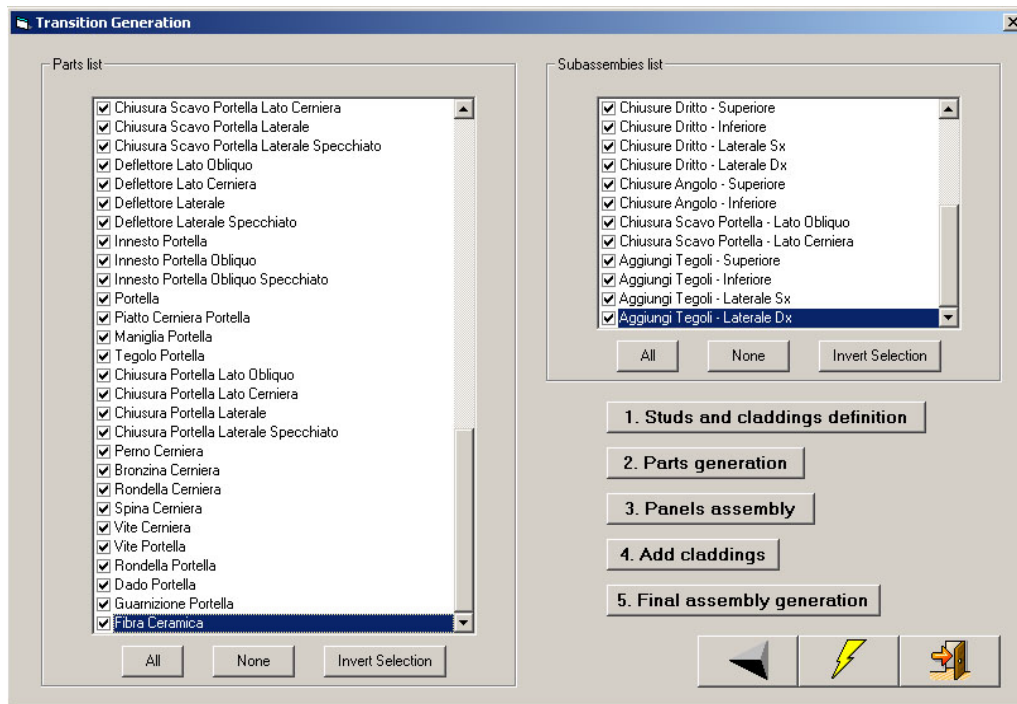 Transition Generation
Parts list
Chiusura Scavo Portella Lato Cerniera
Chiusura Scavo Portella Laterale
Chiusura Scavo Portella Laterale Specchiato
Deflettore Lato Obliquo
Deflettore Lato Cerniera
Deflettore Laterale
Deflettore Laterale Specchiato
Innesto Portella
Innesto Portella Obliquo
Innesto Portella Obliquo Specchiato
Portella
Piatto Cerniera Portella
Maniglia Portella
Tegolo Portella
Chiusura Portella Lato Obliquo
Chiusura Portella Lato Cerniera
Chiusura Portella Laterale
Chiusura Portella Laterale Specchiato
Perno Cerniera
Bronzina Cerniera
Rondella Cerniera
Spina Cerniera
Vite Cerniera
Vite Portella
Rondella Portella
Dado Portella
Guarnizione Portella
Fibra Ceramica
All None Invert Selection
Subassembies list
Chiusure Dritto - Superiore
Chiusure Dritto - Inferiore
Chiusure Dritto - Laterale Sx
Chiusure Dritto - Laterale Dx
Chiusure Angolo - Superiore
Chiusure Angolo - Inferiore
Chiusura Scavo Portella - Lato Obliquo
Chiusura Scavo Portella - Lato Cerniera
Aggiungi Tegoli - Superiore
Aggiungi Tegoli - Inferiore
Aggiungi Tegoli - Laterale Sx
Aggiungi Tegoli - Laterale Dx
All None Invert Selection
1. Studs and claddings definition
2. Parts generation
3. Panels assembly
4. Add claddings
5. Final assembly generation